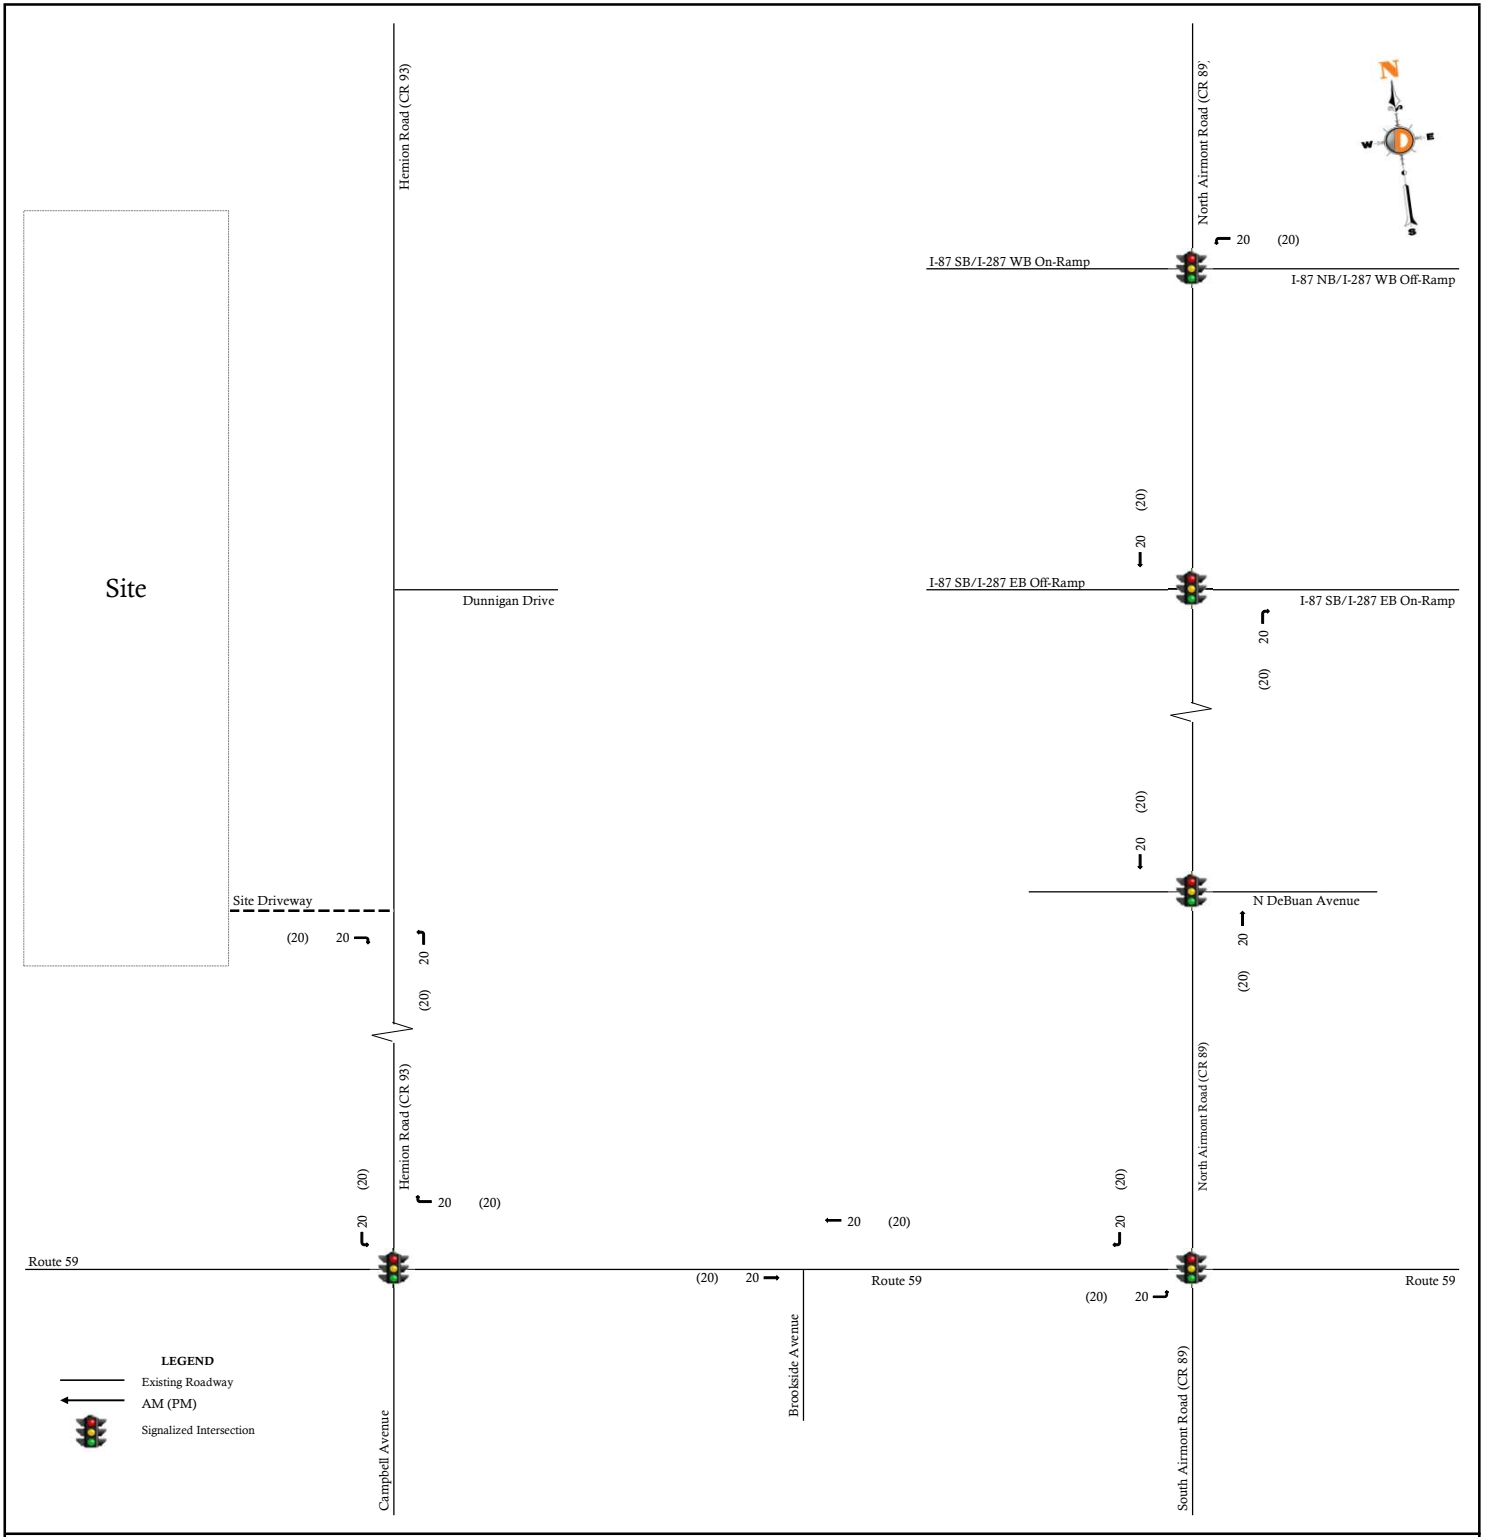 Hemion Road (CR 93)
North Airmont Road (CR 89)
N
W
E
D
S
20 (20)
I-87 SB/I-287 WB On-Ramp
I-87 NB/I-287 WB Off-Ramp
20 (20)
Site
Dunnigan Drive
I-87 SB/I-287 EB Off-Ramp
I-87 SB/I-287 EB On-Ramp
(20) 20
20 (20)
Site Driveway
N DeBuan Avenue
(20) 20
(20) 20
(20) 20
Hemion Road (CR 93)
North Airmont Road (CR 89)
20 (20)
20 (20)
20 (20)
20 (20)
Route 59
(20) 20
Route 59
Route 59
(20) 20
Brookside Avenue
South Airmont Road (CR 89)
Campbell Avenue
LEGEND
Existing Roadway
AM (PM)
Signalized Intersection